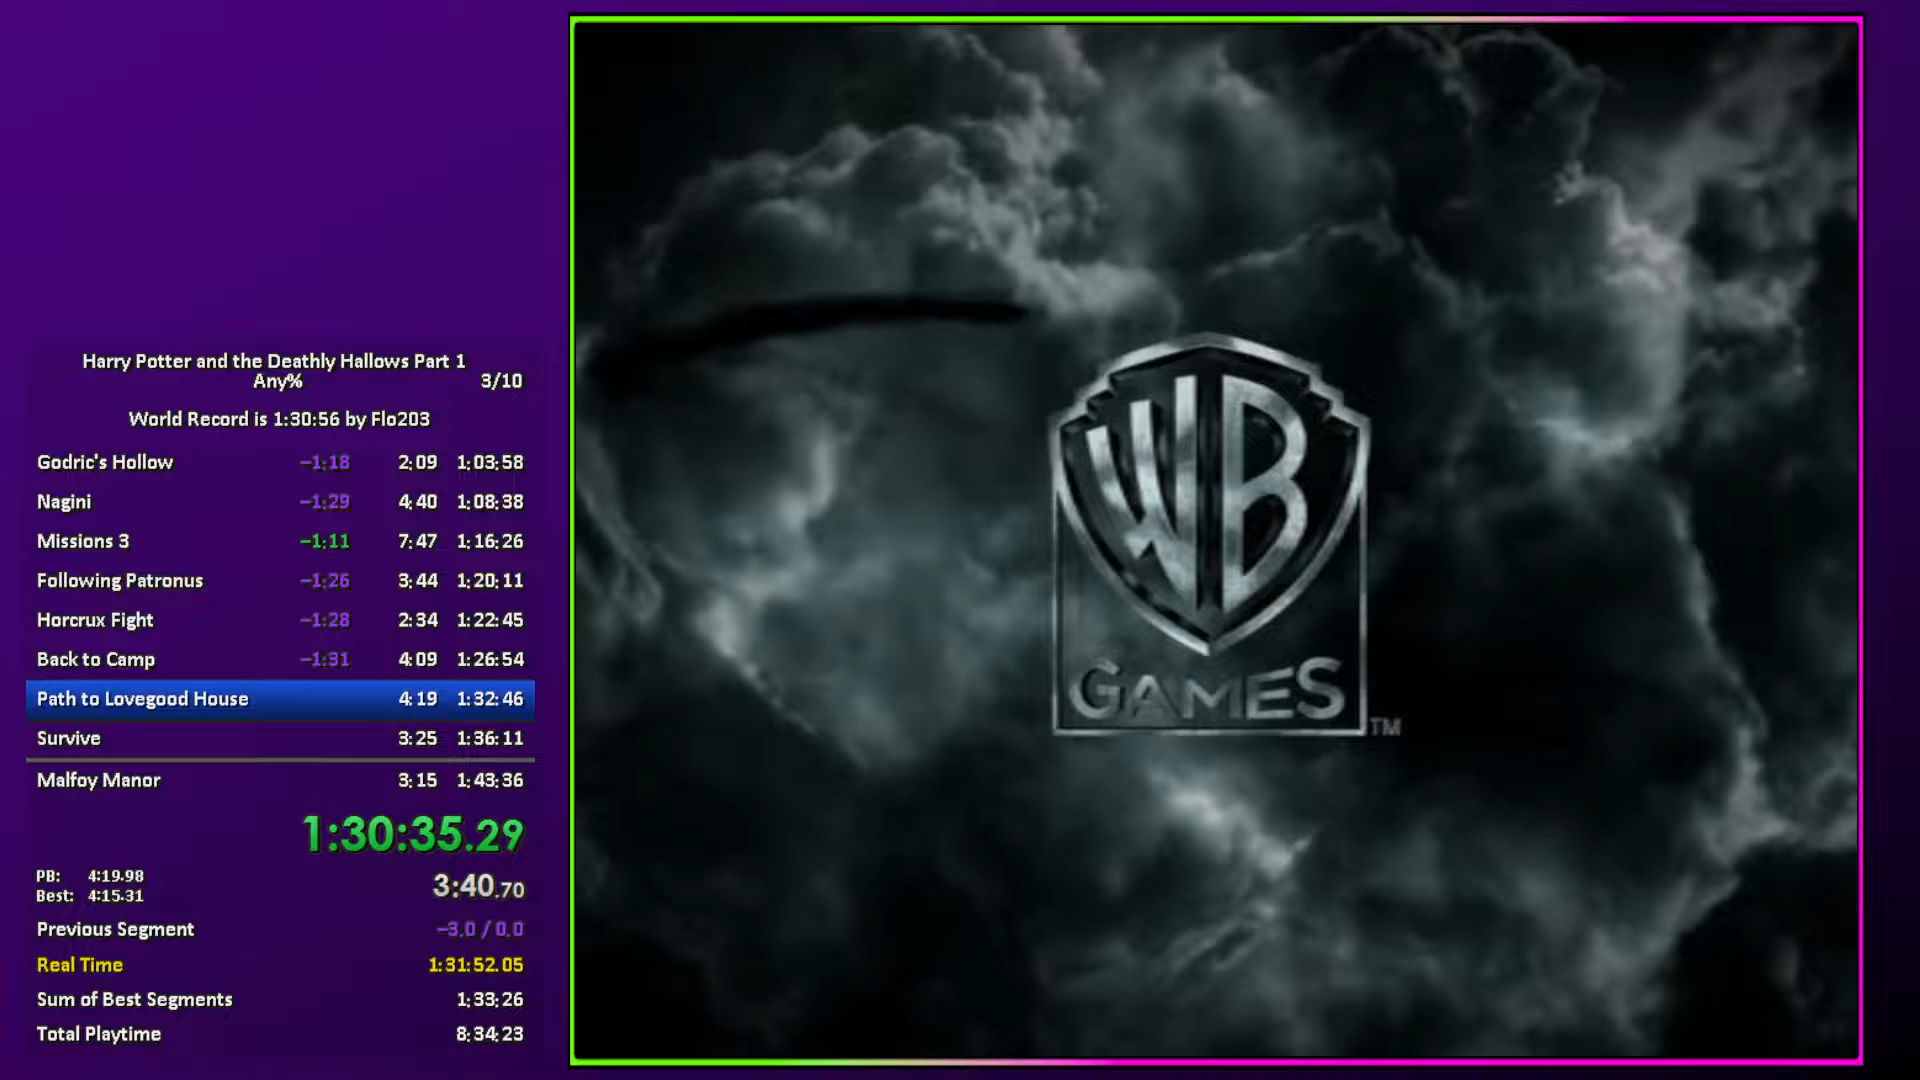 Harry Potter and the Deathly Hallows Part 1
Any% 3/10
World Record is 1:30:56 by Flo203
Godric's Hollow −1:18 2:09 1:03:58
Nagini −1:29 4:40 1:08:38
Missions 3 −1:11 7:47 1:16:26
Following Patronus −1:26 3:44 1:20:11
Horcrux Fight −1:28 2:34 1:22:45
Back to Camp −1:31 4:09 1:26:54
Path to Lovegood House 4:19 1:32:46
Survive 3:25 1:36:11
Malfoy Manor 3:15 1:43:36
1:30:35.29
PB: 4:19.98
Best: 4:15.31
3:40.70
Previous Segment −3.0 / 0.0
Real Time 1:31:52.05
Sum of Best Segments 1:33:26
Total Playtime 8:34:23
WB
GAMES
TM